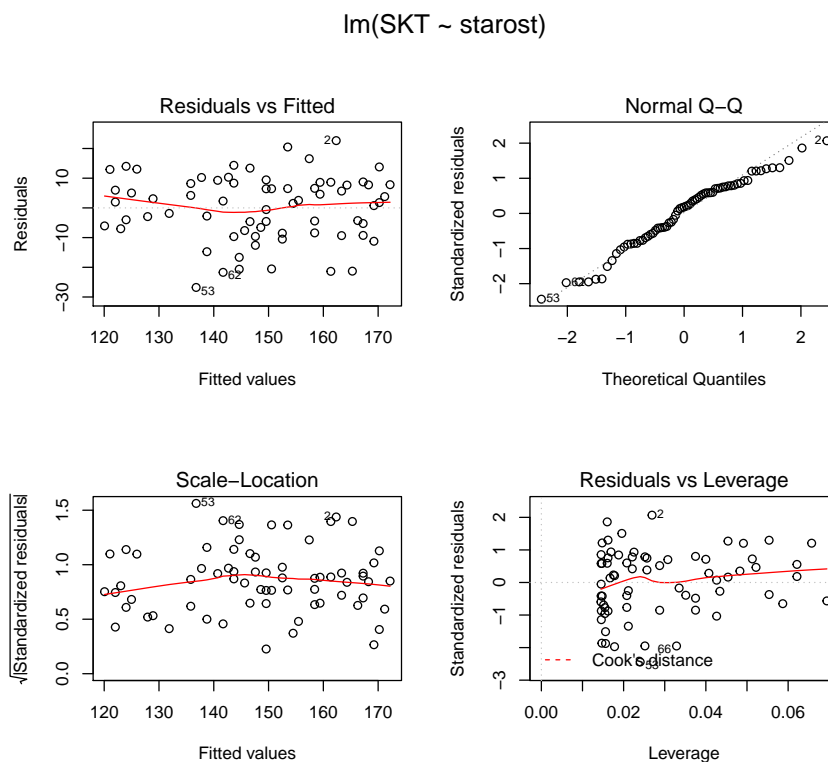 lm(SKT ~ starost)
Residuals vs Fitted
Residuals
−30
−10
10
120 130 140 150 160 170
Fitted values
2
62
53
Normal Q−Q
Standardized residuals
−2
−1
0
1
2
−2 −1 0 1 2
Theoretical Quantiles
2
53
Scale−Location
√|Standardized residuals|
0.0
0.5
1.0
1.5
120 130 140 150 160 170
Fitted values
53
62
2
Residuals vs Leverage
Standardized residuals
−3
−1
0
1
2
0.00 0.02 0.04 0.06
Leverage
2
66
53
Cook's distance